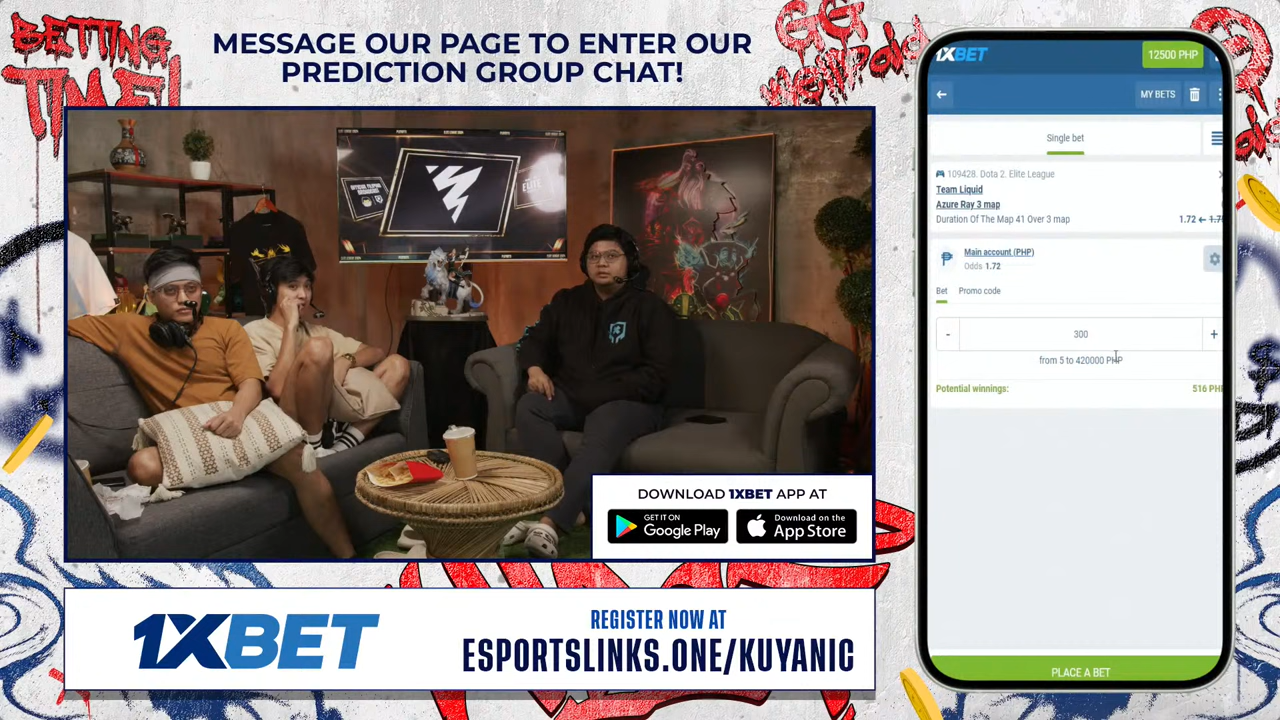 BETTING
TIME!
MESSAGE OUR PAGE TO ENTER OUR
PREDICTION GROUP CHAT!
GG
DOWNLOAD 1XBET APP AT
GET IT ON
Google Play
Download on the
App Store
1XBET
REGISTER NOW AT
ESPORTSLINKS.ONE/KUYANIC
1XBET
12500 PHP
MY BETS
Single bet
109428. Dota 2. Elite League
Team Liquid
Azure Ray 3 map
Duration Of The Map 41 Over 3 map
1.72 ←
Main account (PHP)
Odds 1.72
Bet Promo code
- 300 +
from 5 to 420000 PHP
Potential winnings: 516 PHP
PLACE A BET